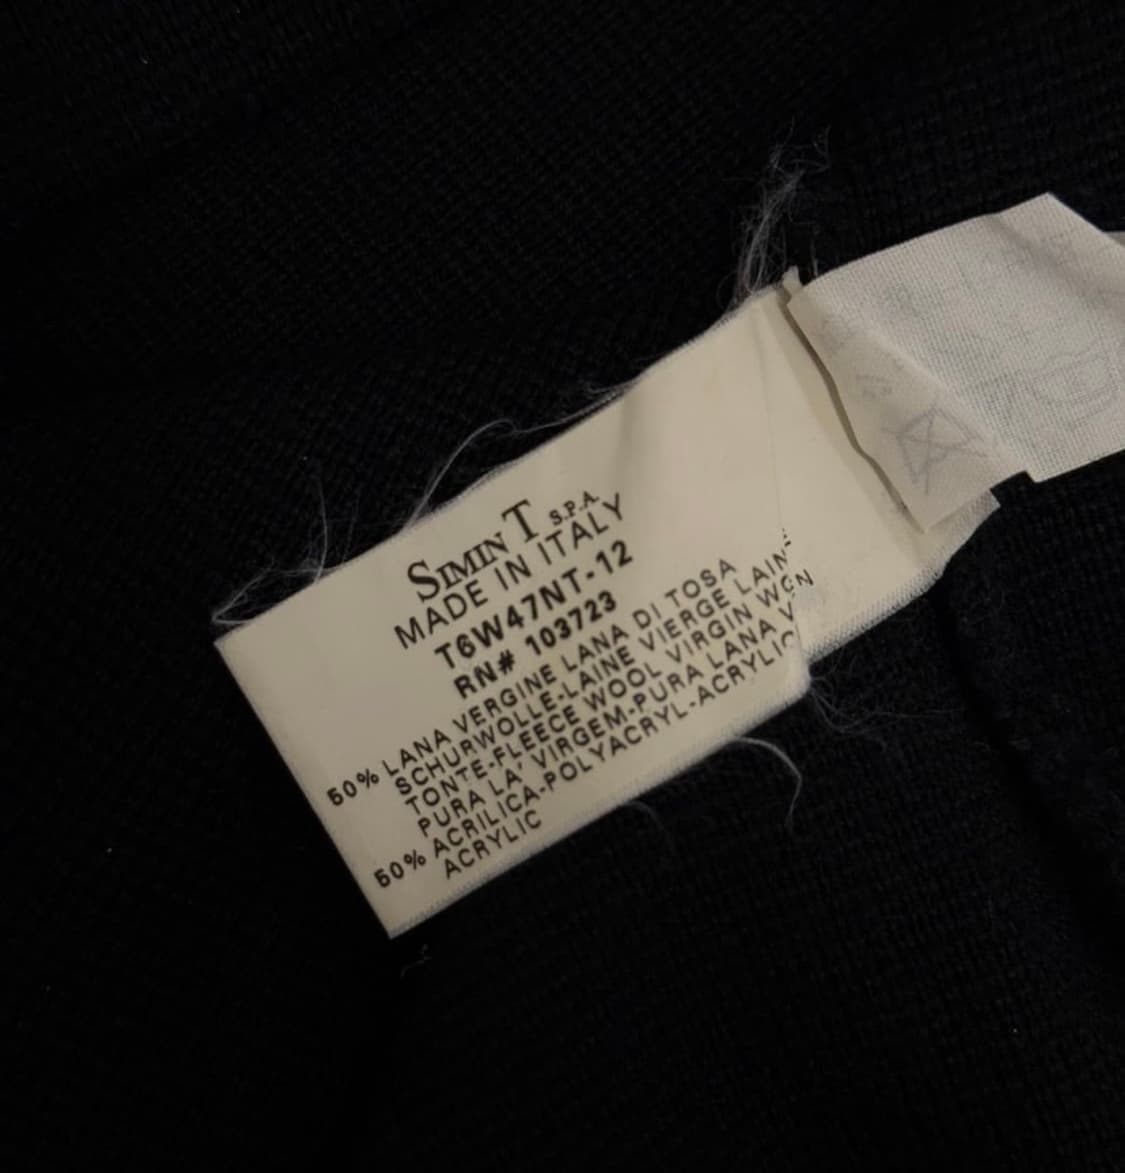 SIMINT S.P.A.
MADE IN ITALY
T6W47NT-12
RN# 103723
50% LANA VERGINE LANA DI TOSA
SCHURWOLLE-LAINE VIERGE LAINE
TONTE-FLEECE WOOL VIRGIN
PURA LA' VIRGEM-PURA LANA
50% ACRILICA-POLYACRYL-ACRYLIC
ACRYLIC